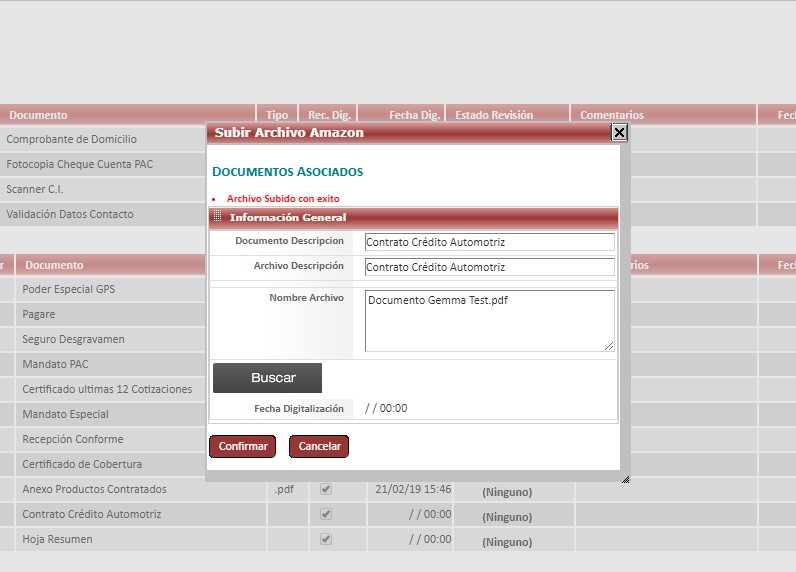 Documento Tipo Rec. Dig. Fecha Dig. Estado Revisión Comentarios Fec
Subir Archivo Amazon
Comprobante de Domicilio
Fotocopia Cheque Cuenta PAC
Scanner C.I.
Validación Datos Contacto
DOCUMENTOS ASOCIADOS
Archivo Subido con exito
Información General
Documento Descripcion Contrato Crédito Automotriz
r Documento Archivo Descripción Contrato Crédito Automotriz rios Fec
Poder Especial GPS
Nombre Archivo Documento Gemma Test.pdf
Pagare
Seguro Desgravamen
Mandato PAC
Buscar
Certificado ultimas 12 Cotizaciones
Mandato Especial Fecha Digitalización / / 00:00
Recepción Conforme
Confirmar Cancelar
Certificado de Cobertura
Anexo Productos Contratados .pdf 21/02/19 15:46 (Ninguno)
Contrato Crédito Automotriz / / 00:00 (Ninguno)
Hoja Resumen / / 00:00 (Ninguno)